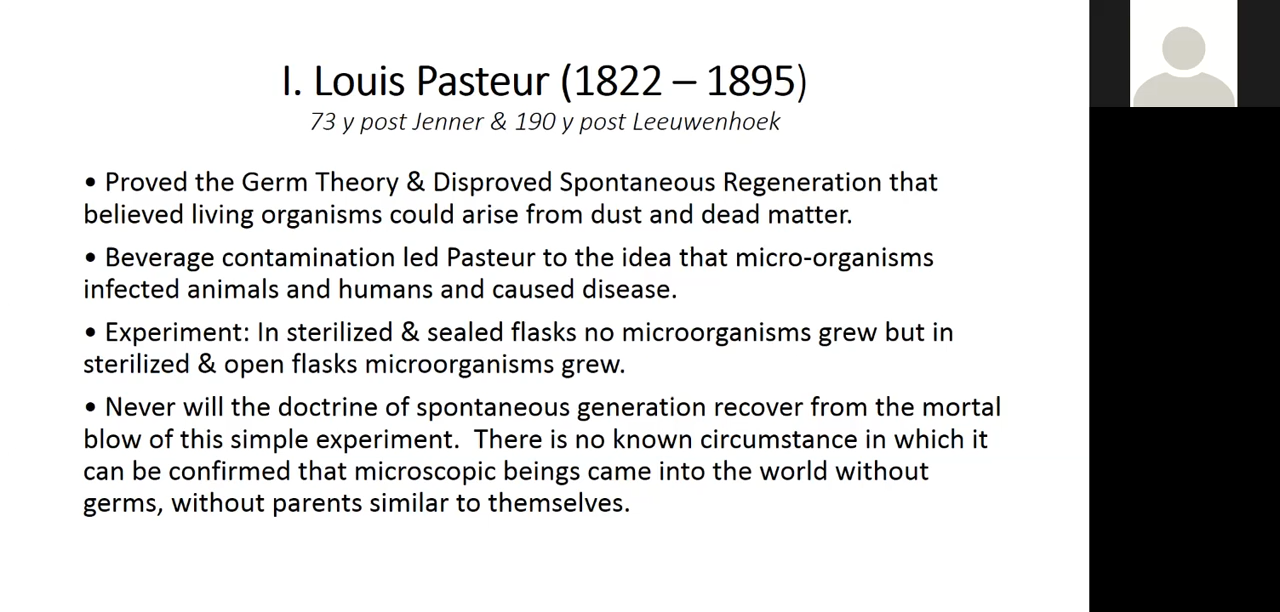 I. Louis Pasteur (1822 – 1895)
73 y post Jenner & 190 y post Leeuwenhoek
• Proved the Germ Theory & Disproved Spontaneous Regeneration that
believed living organisms could arise from dust and dead matter.
• Beverage contamination led Pasteur to the idea that micro-organisms
infected animals and humans and caused disease.
• Experiment: In sterilized & sealed flasks no microorganisms grew but in
sterilized & open flasks microorganisms grew.
• Never will the doctrine of spontaneous generation recover from the mortal
blow of this simple experiment.  There is no known circumstance in which it
can be confirmed that microscopic beings came into the world without
germs, without parents similar to themselves.